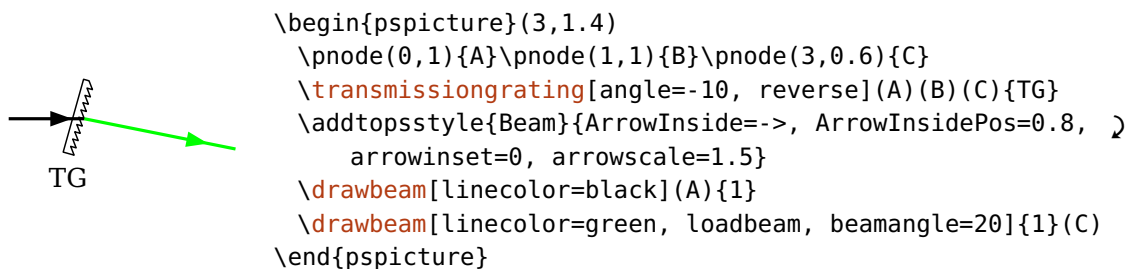 TG
\begin{pspicture}(3,1.4)
\pnode(0,1){A}\pnode(1,1){B}\pnode(3,0.6){C}
\transmissiongrating[angle=-10, reverse](A)(B)(C){TG}
\addtopsstyle{Beam}{ArrowInside=->, ArrowInsidePos=0.8,
arrowinset=0, arrowscale=1.5}
\drawbeam[linecolor=black](A){1}
\drawbeam[linecolor=green, loadbeam, beamangle=20]{1}(C)
\end{pspicture}